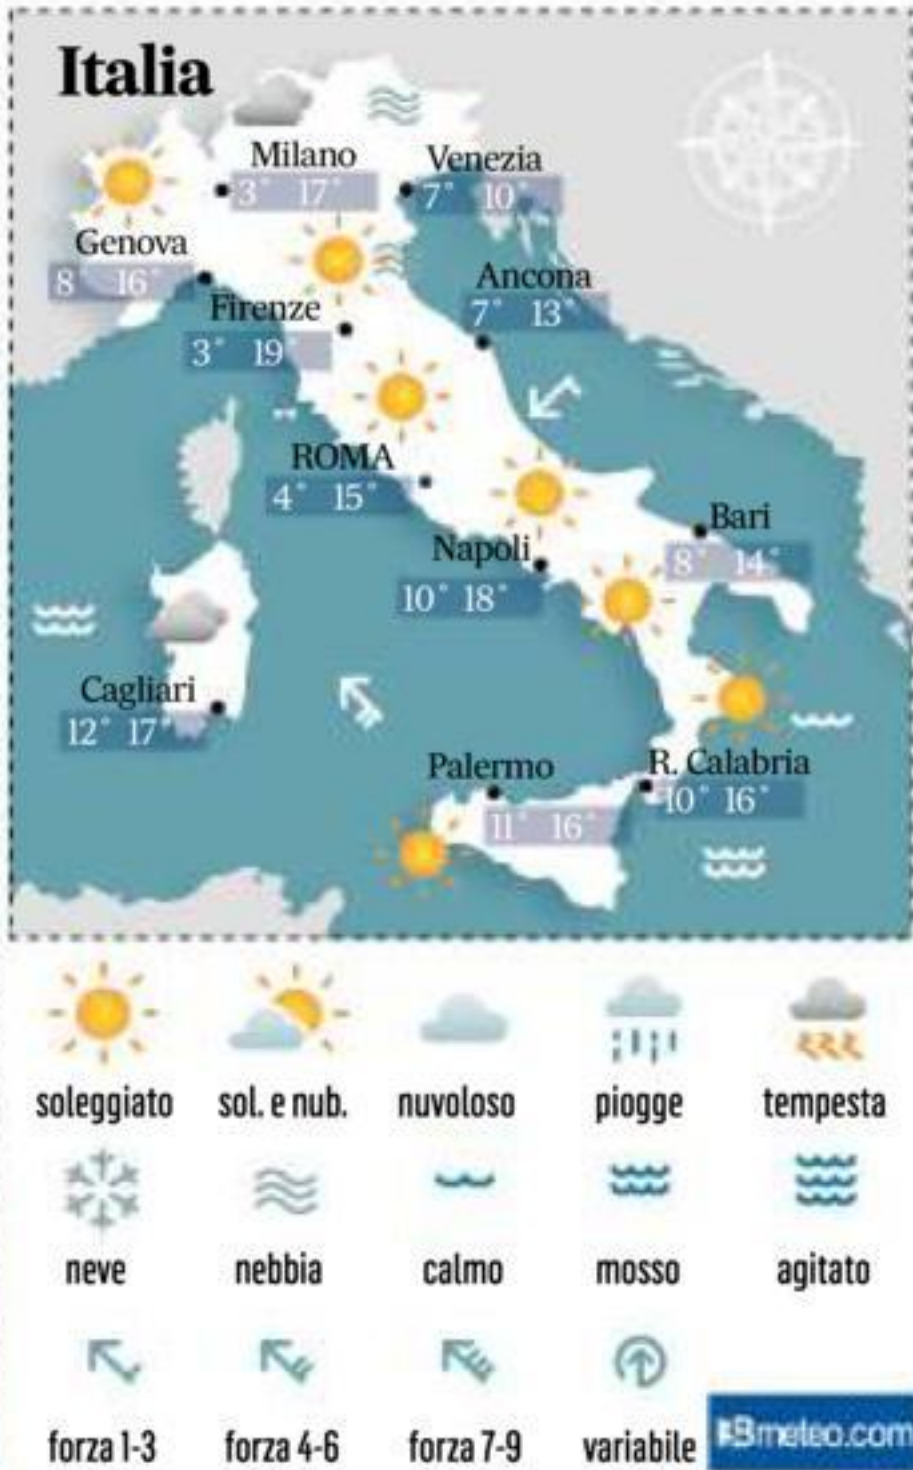 Italia
Milano
3° 17°
Venezia
7° 10°
Genova
8° 16°
Firenze
3° 19°
Ancona
7° 13°
ROMA
4° 15°
Napoli
10° 18°
Bari
8° 14°
Cagliari
12° 17°
Palermo
11° 16°
R. Calabria
10° 16°
soleggiato sol. e nub. nuvoloso piogge tempesta
neve nebbia calmo mosso agitato
forza 1-3 forza 4-6 forza 7-9 variabile
3Bmeteo.com